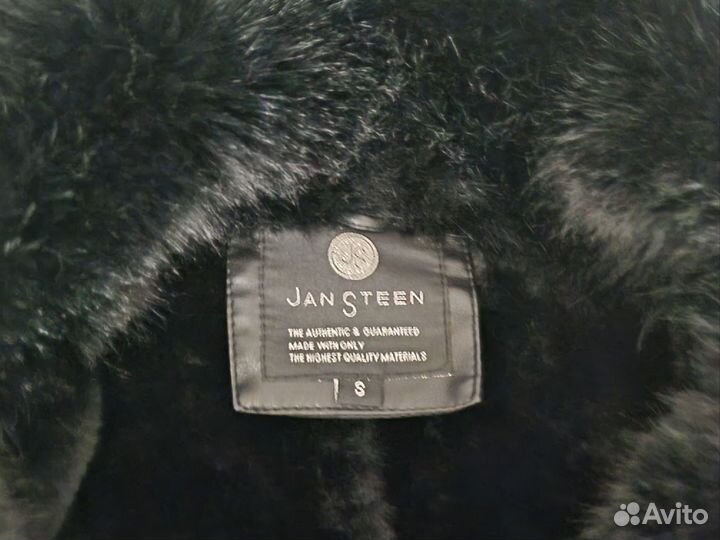 JS
JAN STEEN
THE AUTHENTIC & GUARANTEED
MADE WITH ONLY
THE HIGHEST QUALITY MATERIALS
S
Avito